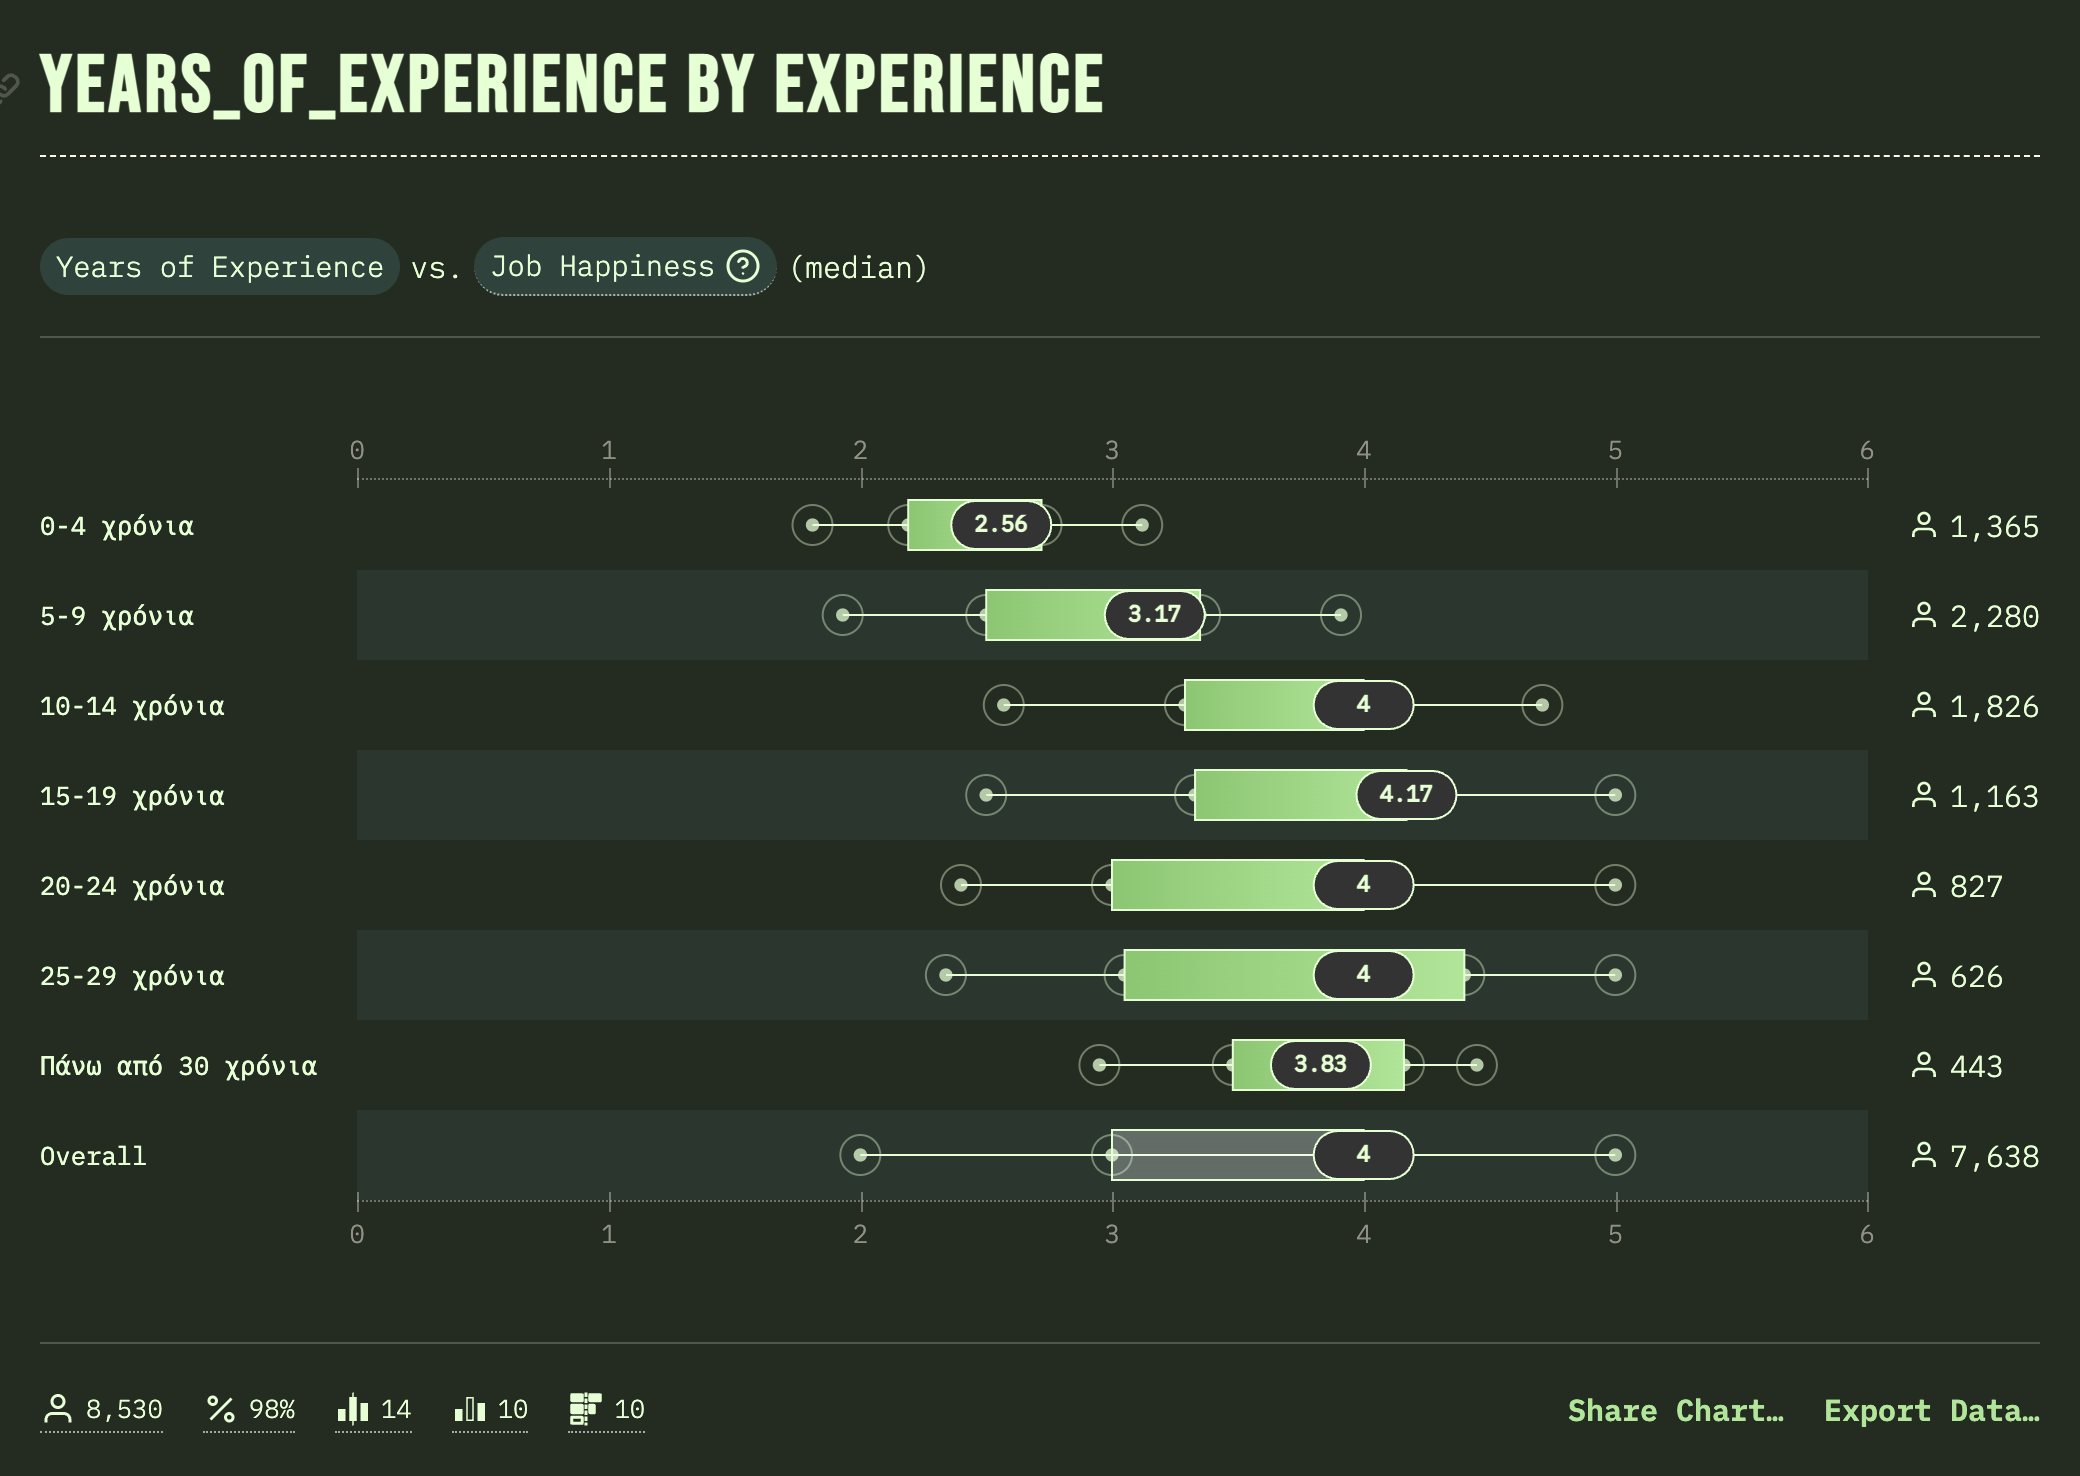 YEARS_OF_EXPERIENCE BY EXPERIENCE
Years of Experience vs. Job Happiness (median)
0 1 2 3 4 5 6
0-4 χρόνια 2.56 1,365
5-9 χρόνια 3.17 2,280
10-14 χρόνια 4 1,826
15-19 χρόνια 4.17 1,163
20-24 χρόνια 4 827
25-29 χρόνια 4 626
Πάνω από 30 χρόνια 3.83 443
Overall 4 7,638
0 1 2 3 4 5 6
8,530 98% 14 10 10 Share Chart… Export Data…